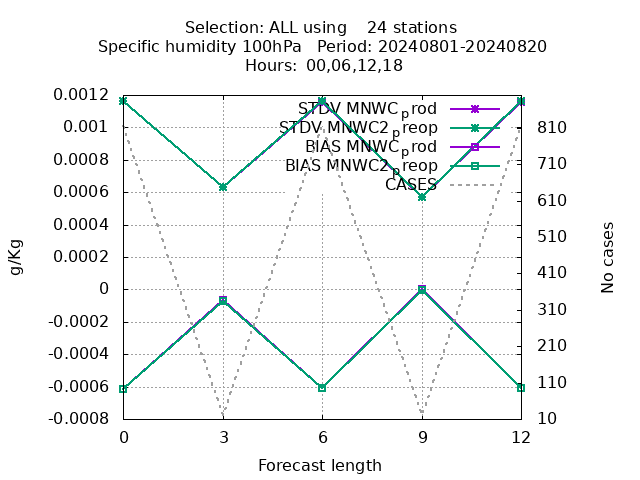 Selection: ALL using    24 stations
Specific humidity 100hPa   Period: 20240801-20240820
Hours:  00,06,12,18
STDV MNWC_prod
STDV MNWC2_preop
BIAS MNWC_prod
BIAS MNWC2_preop
CASES
0.0012
0.001
0.0008
0.0006
0.0004
0.0002
0
-0.0002
-0.0004
-0.0006
-0.0008
g/Kg
810
710
610
510
410
310
210
110
10
No cases
0 3 6 9 12
Forecast length